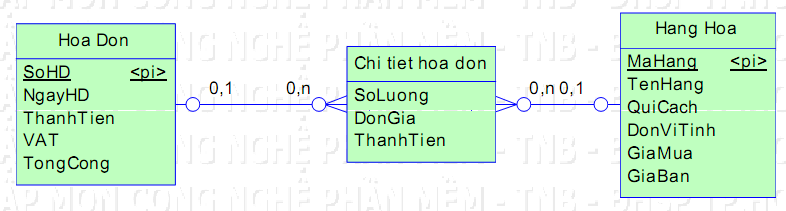 Hoa Don
SoHD <pi>
NgayHD
ThanhTien
VAT
TongCong
0,1
0,n
Chi tiet hoa don
SoLuong
DonGia
ThanhTien
0,n 0,1
Hang Hoa
MaHang <pi>
TenHang
QuiCach
DonViTinh
GiaMua
GiaBan